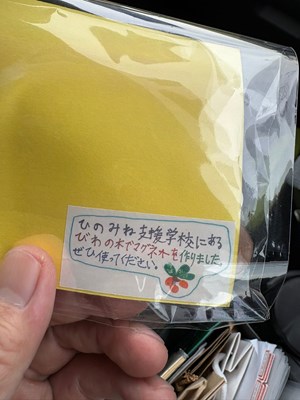 ひのみね支援学校にある
びわの木でマグネットを作りました
ぜひ使ってください